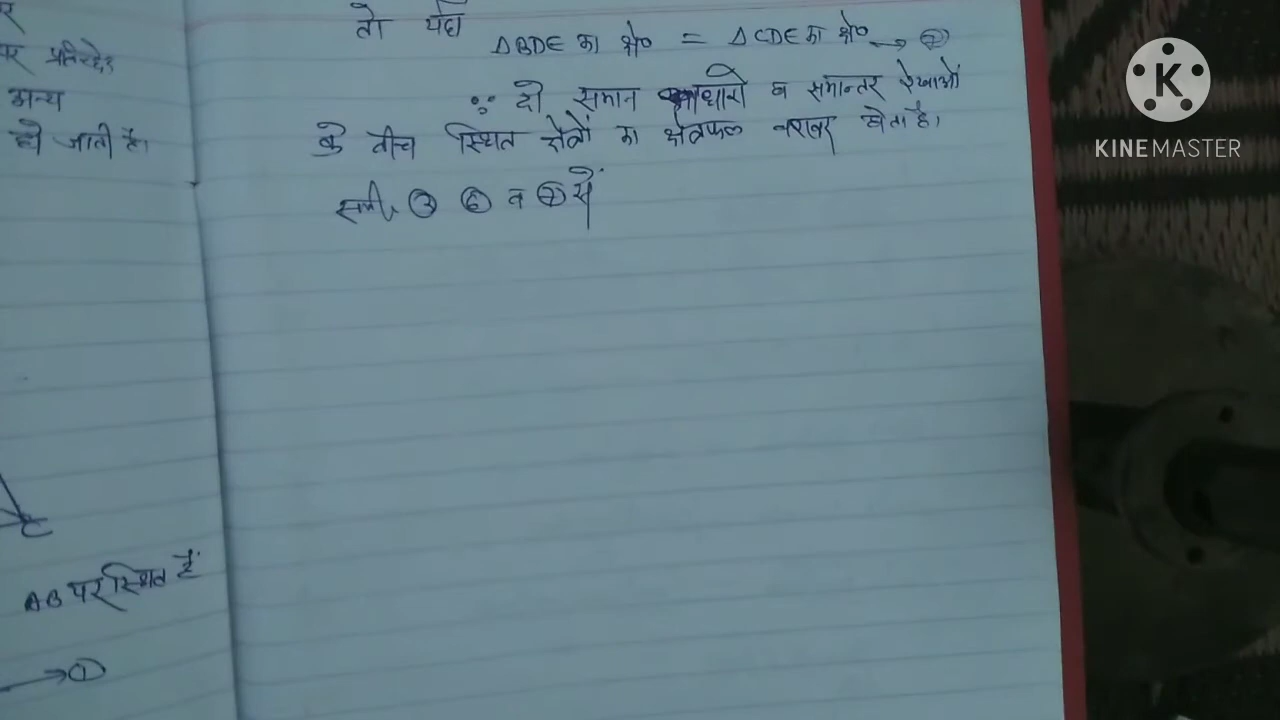 पर प्रतिच्छेद
अन्य
हो जाती है।
AB पर स्थित हैं
→ ①
तो यहाँ
ΔBDE का क्षे० = ΔCDE का क्षे० → ⑦
∵ दो समान आधारो व समान्तर रेखाओं
के बीच स्थित क्षेत्रों का क्षेत्रफल बराबर होता है।
समी. ③ ⑥ व ⑦ से
K
KINEMASTER